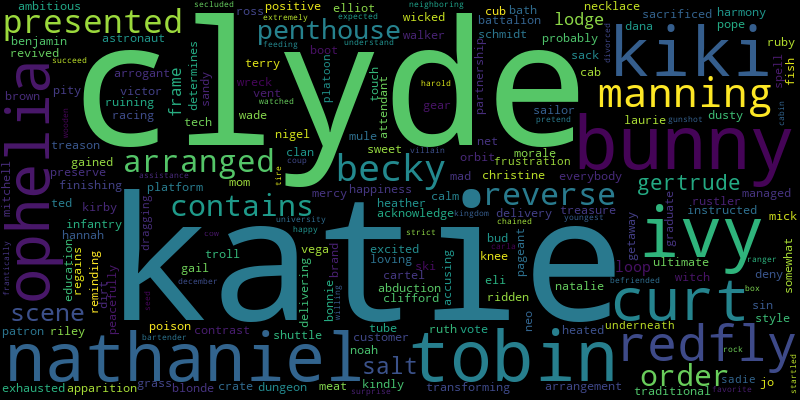 ambitious
secluded
neighboring
necklace
sacrificed
harmony
presented
clyde
ross
positive
elliot
wicked
cub
bath
dana
pope
extremely
expected
battalion
benjamin
astronaut
penthouse
feeding
understand
walker
schmidt
lodge
probably
divorced
kiki
ruby
revived
determines
terry
boot
touch
platoon
attendant
partnership
sack
cab
spell
fish
succeed
arrogant
frame
sandy
wreck
watched
harold
manning
brown
pity
victor
vent
gear
ophelia
ruining
racing
tech
wade
sailor
laurie
gunshot
dusty
cabin
treason
nigel
mule
net
pretend
bunny
wooden
gained
clan
sweet
morale
villain
orbit
frustration
mitchell
preserve
arranged
coup
becky
mad
christine
everybody
finishing
platform
assistance
mom
tire
mercy
happiness
calm
reverse
gertrude
managed
ted
kirby
contains
heather
acknowledge
kingdom
delivery
treasure
youngest
rustler
infantry
dragging
university
chained
bud
getaway
graduate
instructed
mick
hannah
cow
happy
strict
knee
pageant
ivy
somewhat
regains
troll
vega
brand
excited
loving
ski
accusing
caria
natalie
loop
ultimate
ranger
frantically
education
reminding
katie
gail
cartel
eli
befriended
witch
deny
dirt
peacefully
seed
december
delivering
bonnie
willing
abduction
clifford
ridden
curt
box
sin
scene
poison
contrast
tube
ruth
vote
neo
heated
underneath
style
patron
riley
bartender
shuttle
customer
redfly
rock
nathaniel
noah
salt
tobin
order
sadie
jo
startled
exhausted
apparition
grass
blonde
crate
dungeon
meat
surprise
kindly
transforming
arrangement
traditional
favorite